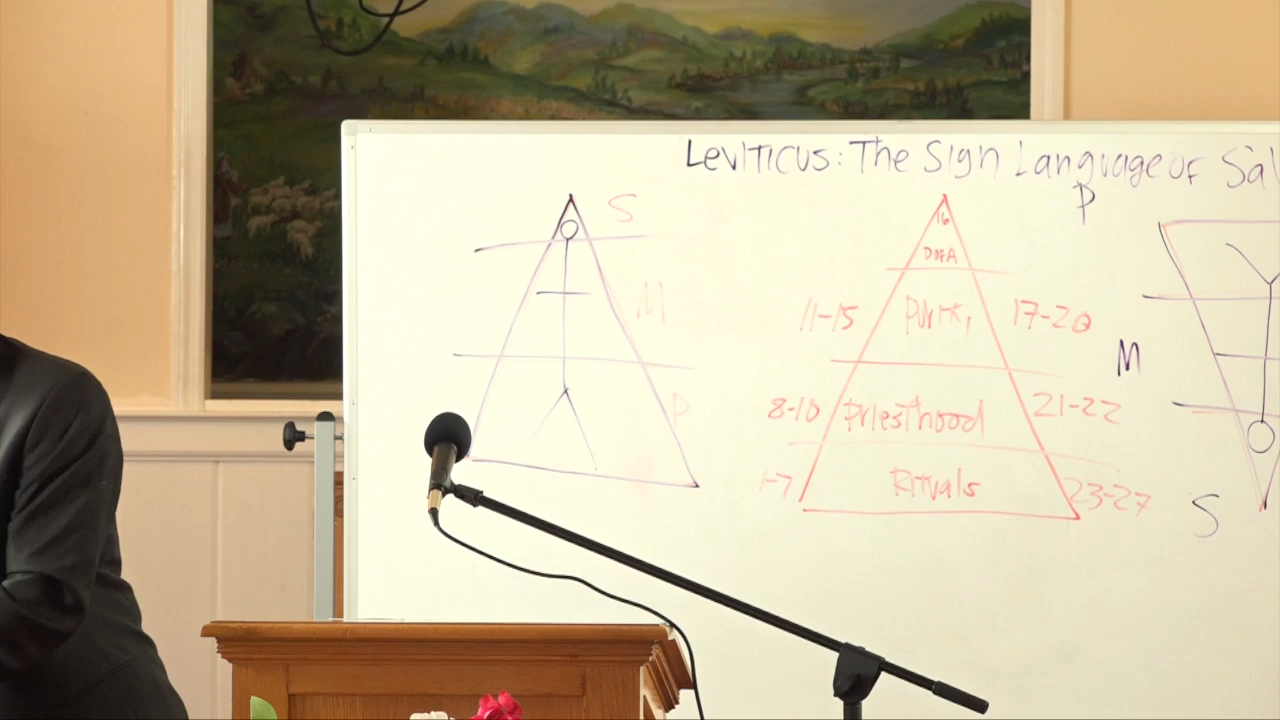 Leviticus: The Sign Language of Sal
P
S
16
DOFA
M
11-15
Purif,
17-20
M
P
8-10
Priesthood
21-22
1-7
Rituals
23-27
S